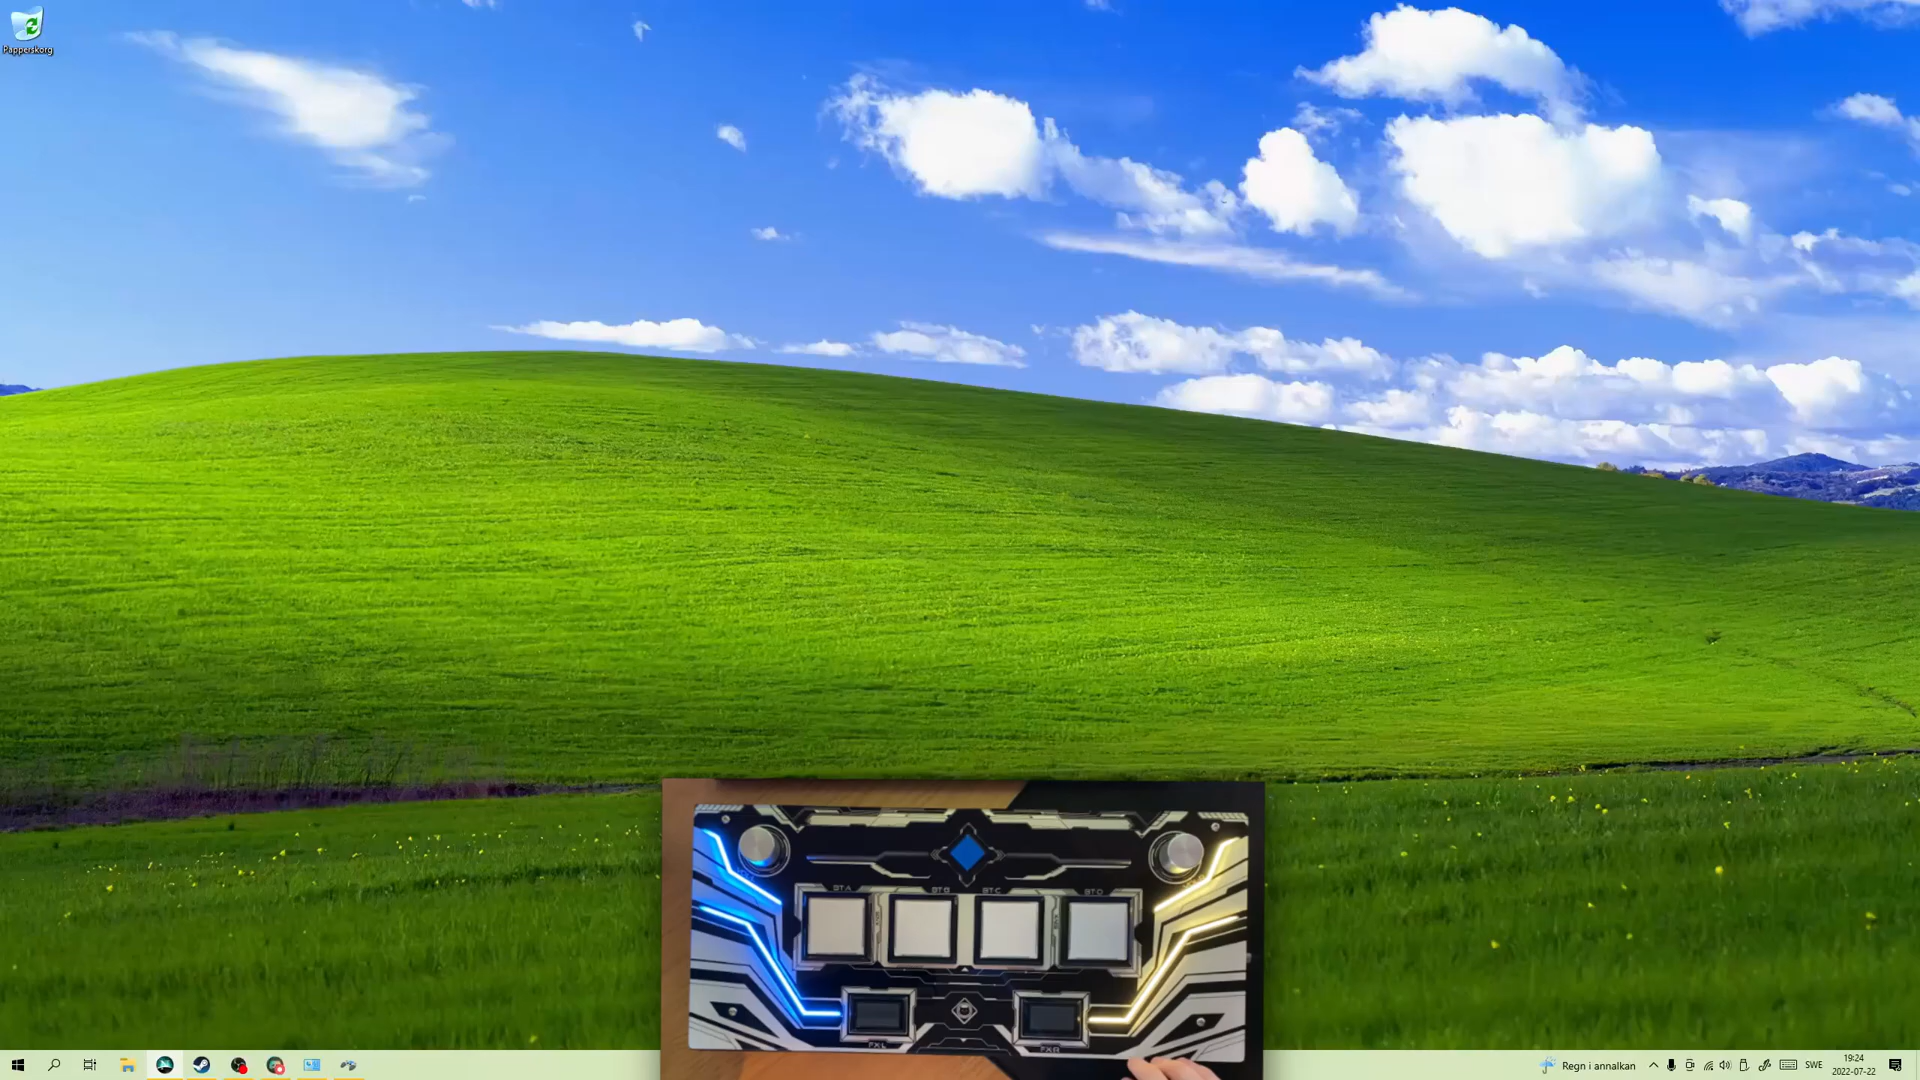 Papperskorg
BT-A
BT-B
BT-C
BT-D
FX-L
FX-R
Regn i annalkan
SWE
19:24
2022-07-22